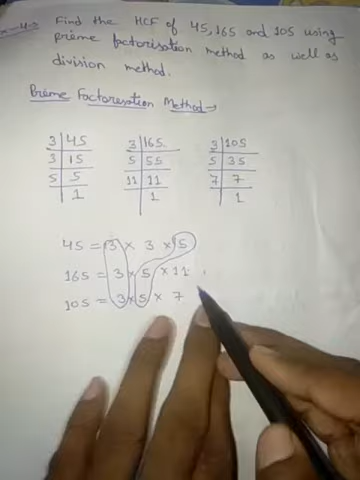 Find the HCF of 45, 165 and 105 using
prime factorisation method as well as
division method.
Prime Factoresation Method→
3 | 45
3 | 15
5 | 5
1
3 | 165
5 | 55
11 | 11
1
3 | 105
5 | 35
7 | 7
1
45 = 3 × 3 × 5
165 = 3 × 5 × 11
105 = 3 × 5 × 7